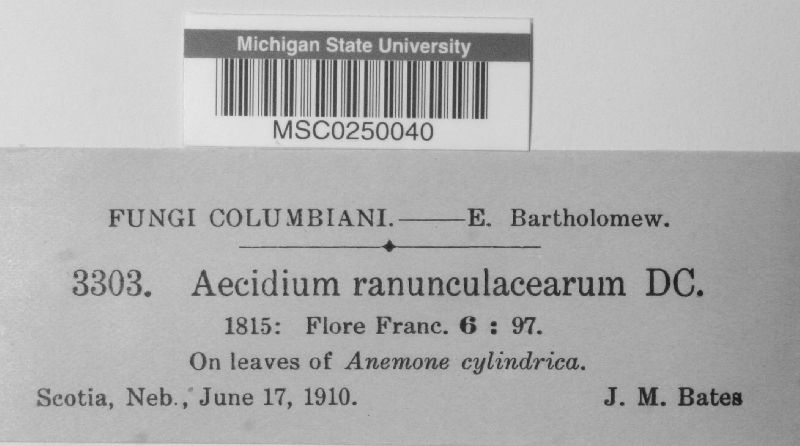 Michigan State University
MSC0250040
FUNGI COLUMBIANI.——E. Bartholomew.
3303. Aecidium ranunculacearum DC.
1815: Flore Franc. 6 : 97.
On leaves of Anemone cylindrica.
Scotia, Neb., June 17, 1910. J. M. Bates